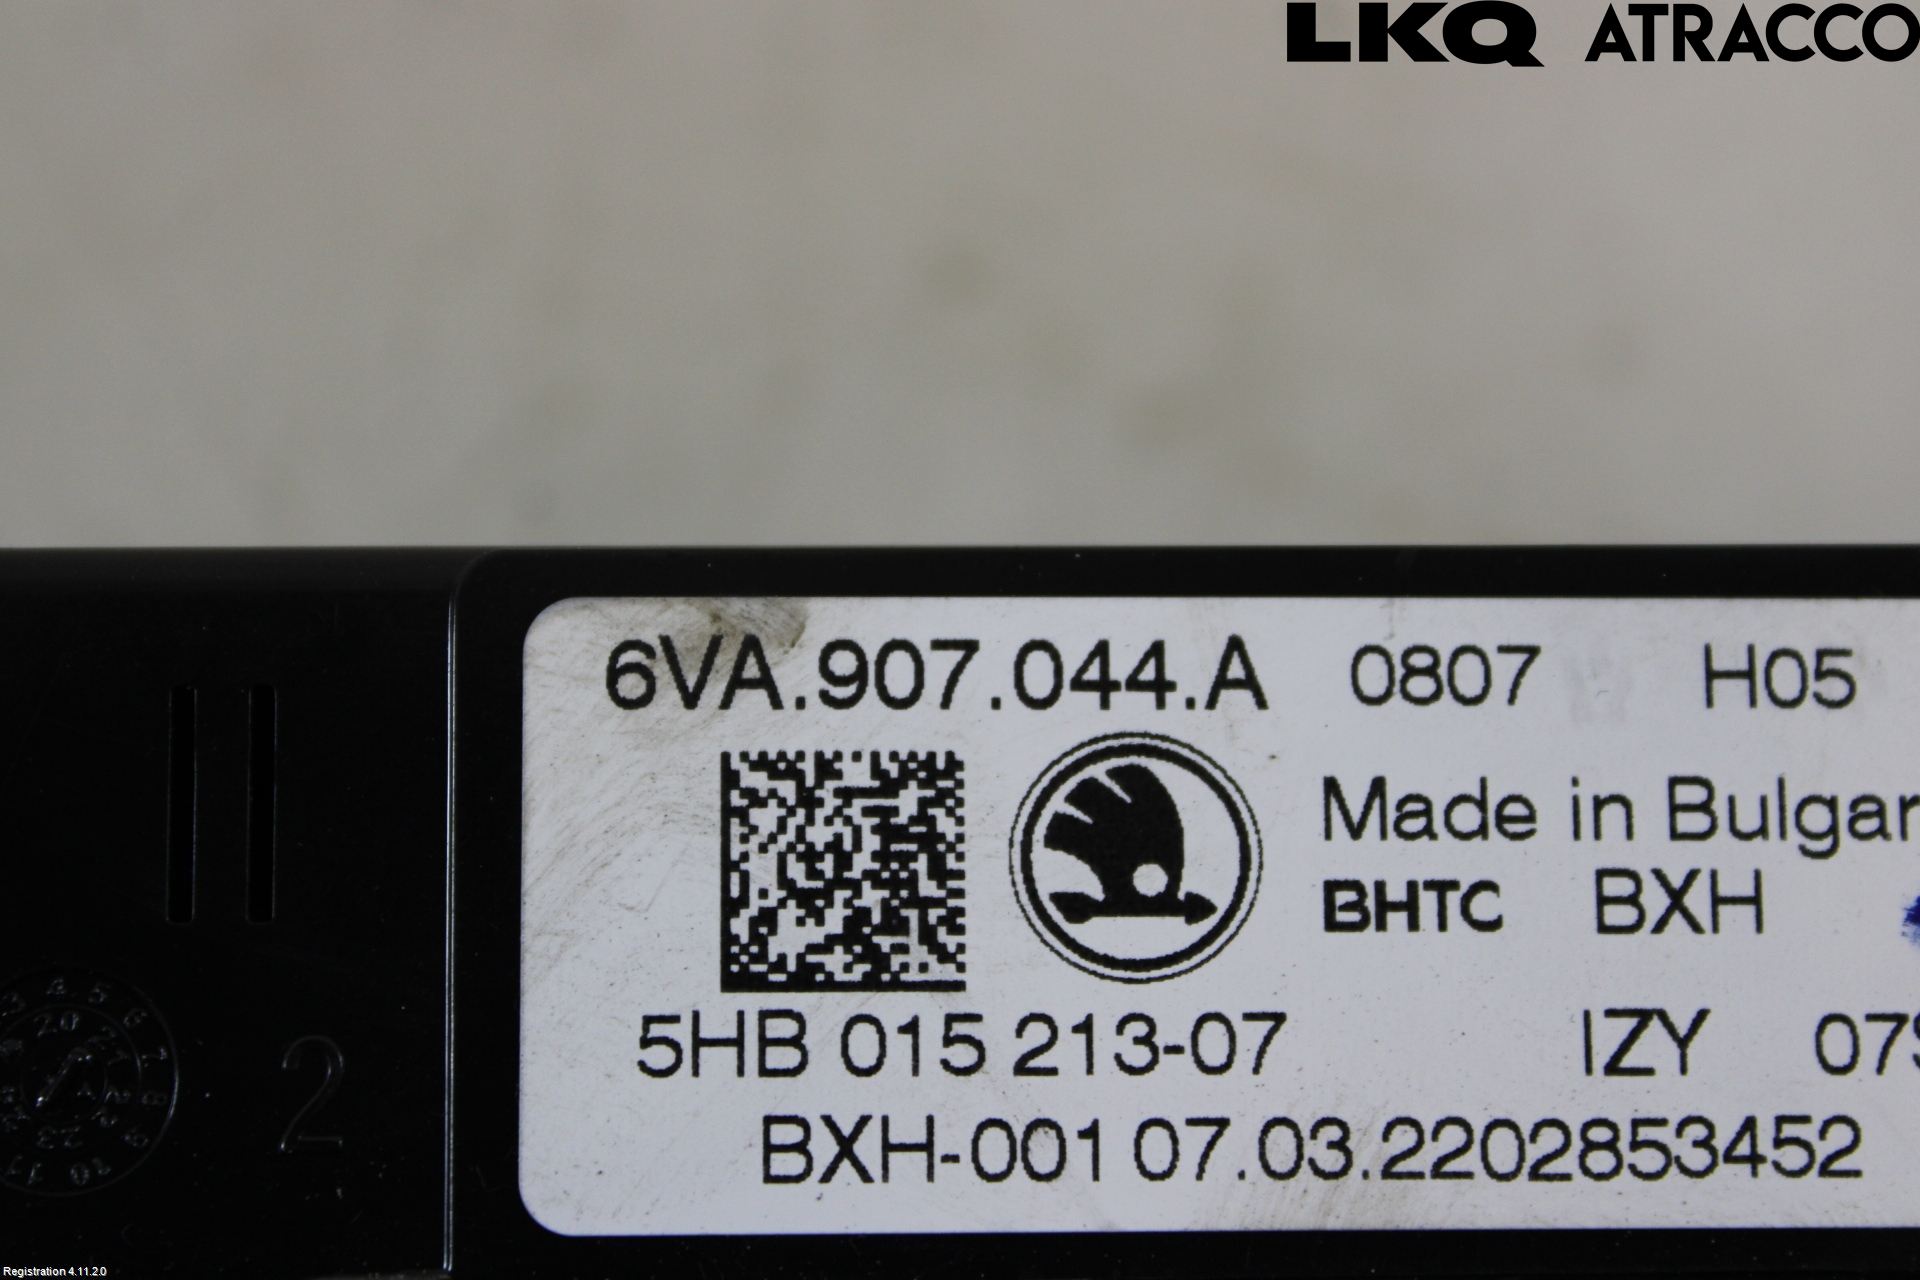 LKQ ATRACCO
6VA.907.044.A 0807 H05
Made in Bulgar
BHTC BXH
5HB 015 213-07 IZY 07
BXH-001 07.03.2202853452
2
Registration 4.11.2.0